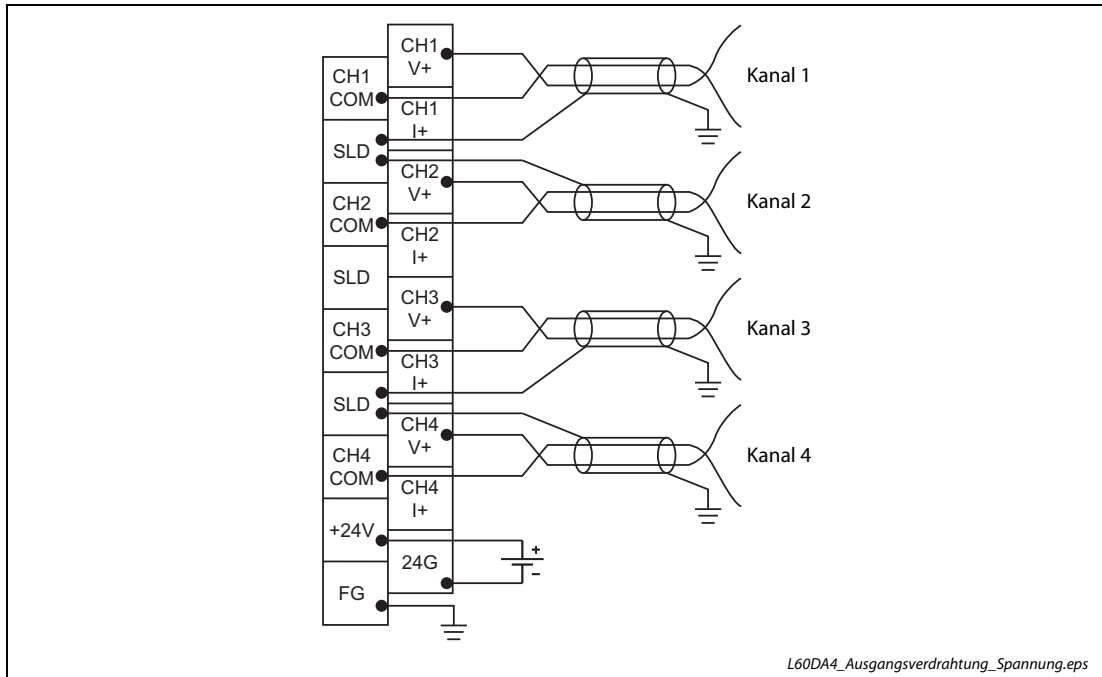 CH1
V+
CH1
COM
CH1
I+
SLD
CH2
V+
CH2
COM
CH2
I+
SLD
CH3
V+
CH3
COM
CH3
I+
SLD
CH4
V+
CH4
COM
CH4
I+
+24V
24G
FG
+
–
Kanal 1
Kanal 2
Kanal 3
Kanal 4
L60DA4_Ausgangsverdrahtung_Spannung.eps